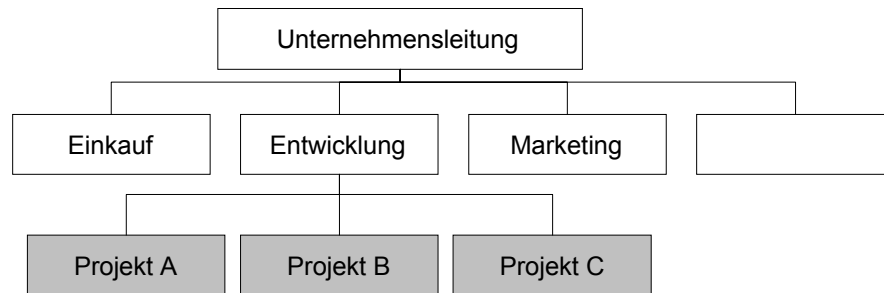 Unternehmensleitung
Einkauf
Entwicklung
Marketing
Projekt A
Projekt B
Projekt C